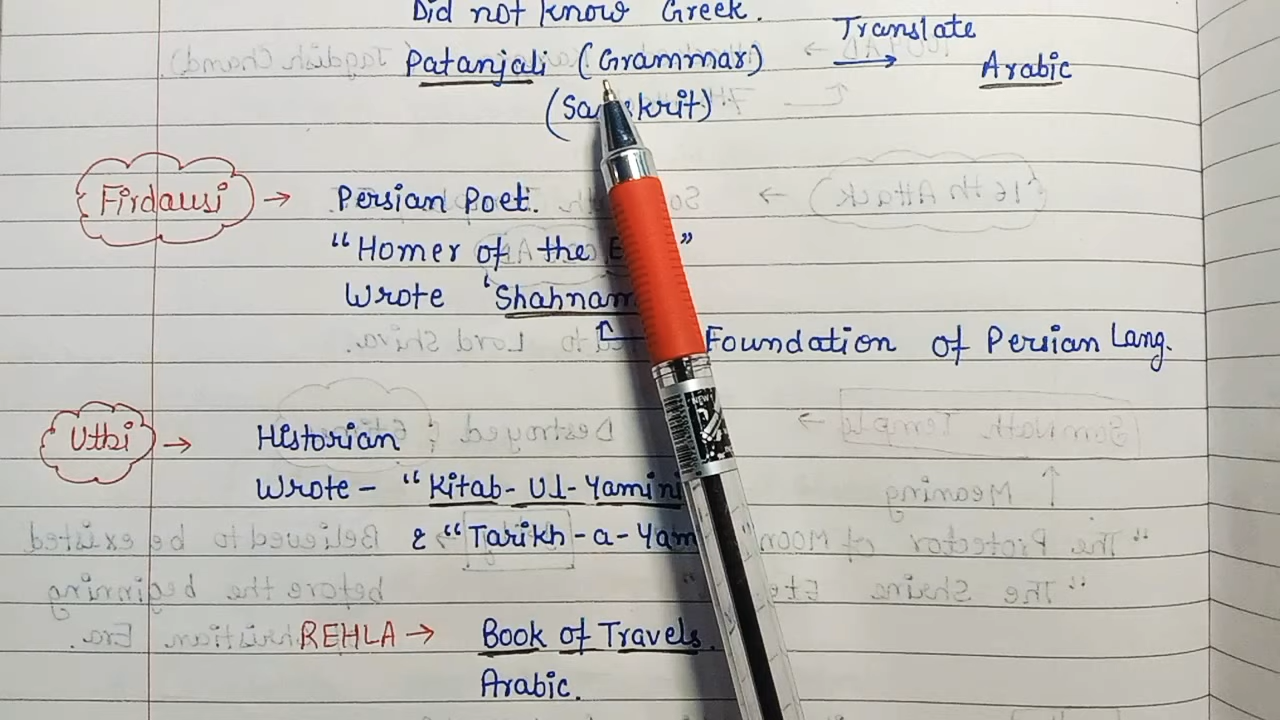 Did not know Greek.
Patanjali (Grammar) Translate → Arabic
(Sanskrit)
Firdausi → Persian Poet.
"Homer of the E "
Wrote 'Shahnam
Foundation of Persian Lang.
Utbi → Historian
Wrote - "Kitab-Ul-Yamini
& "Tarikh-a-Yam
REHLA → Book of Travels.
Arabic.